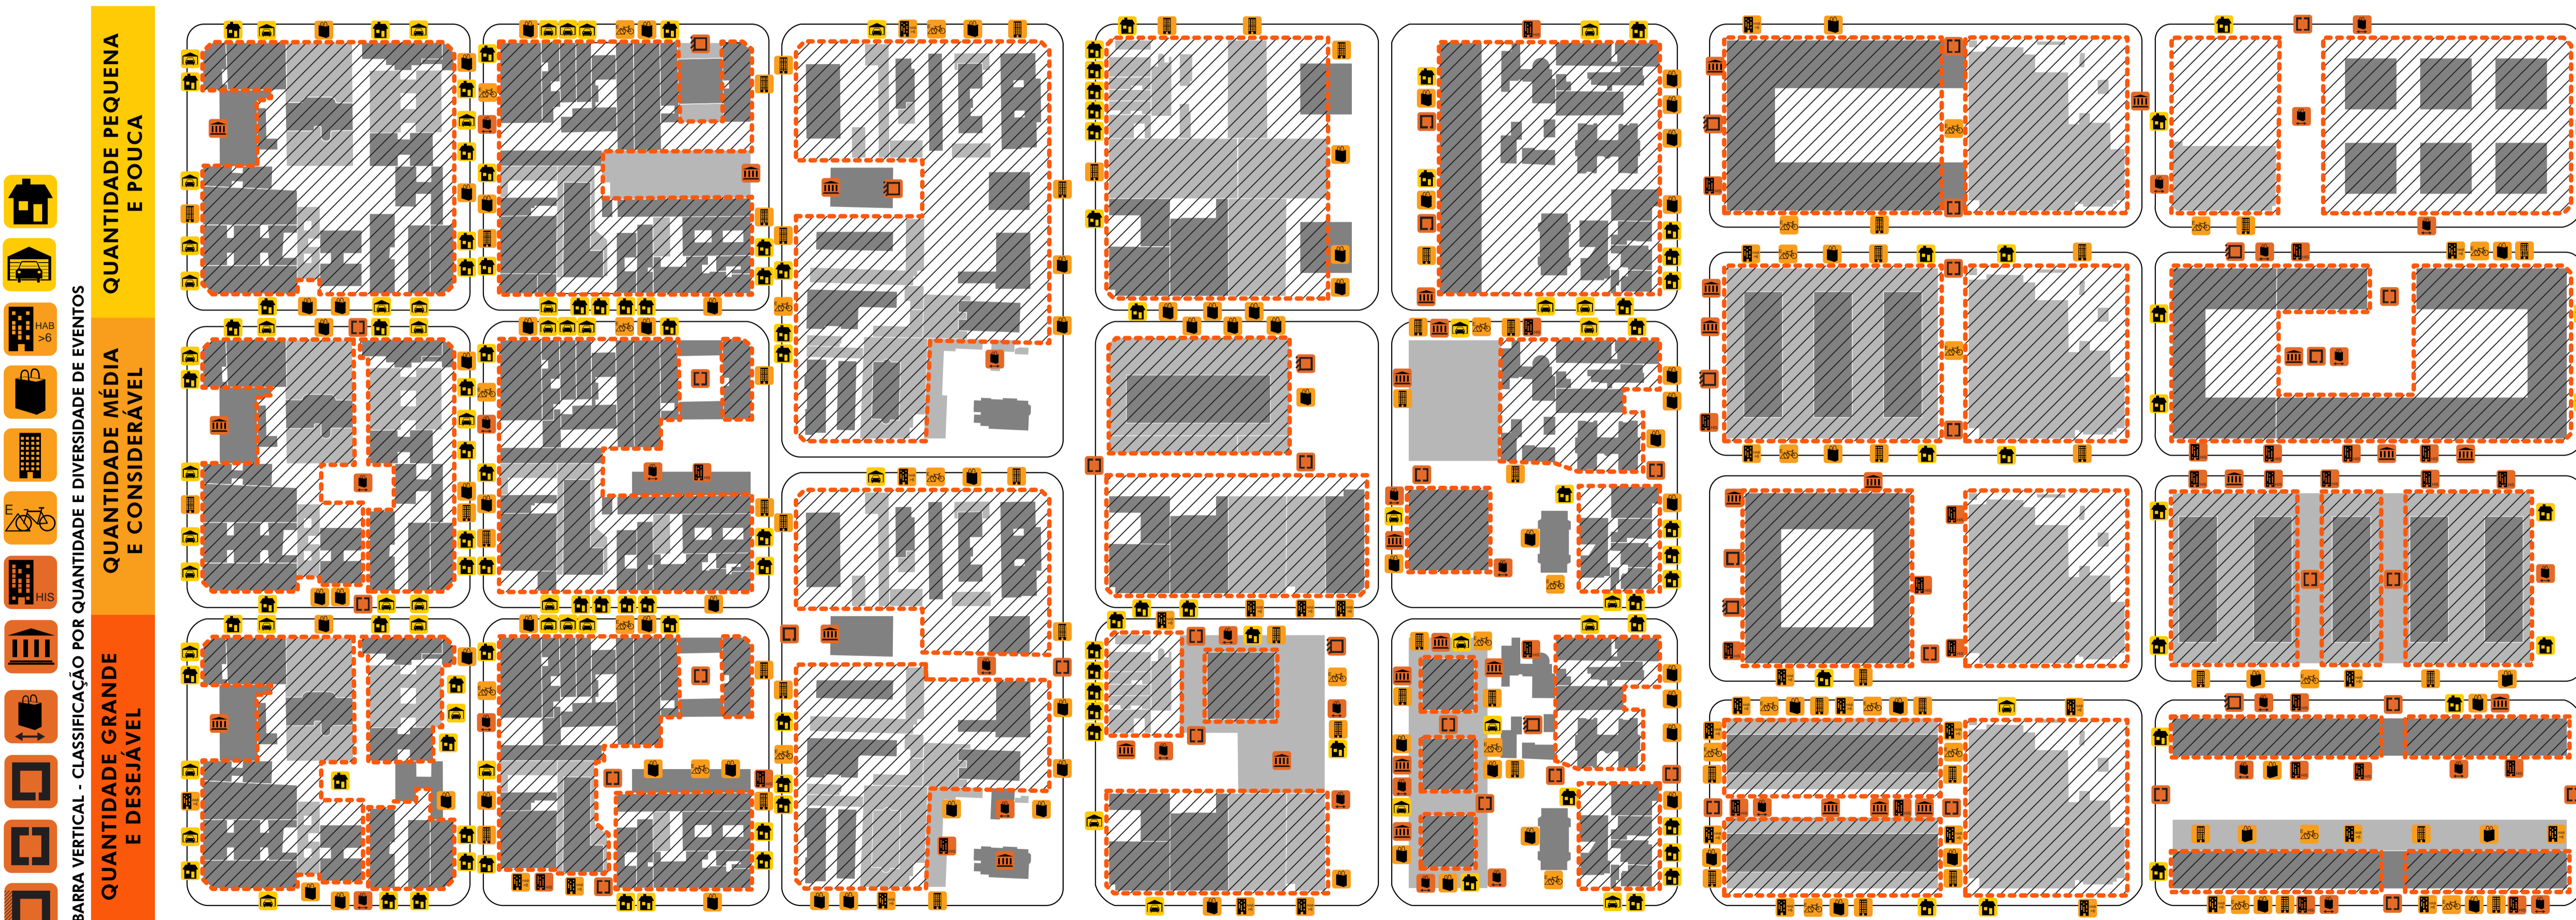 QUANTIDADE PEQUENA
E POUCA
QUANTIDADE MÉDIA
E CONSIDERÁVEL
QUANTIDADE GRANDE
E DESEJÁVEL
BARRA VERTICAL - CLASSIFICAÇÃO POR QUANTIDADE E DIVERSIDADE DE EVENTOS
HAB
>6
E
HIS